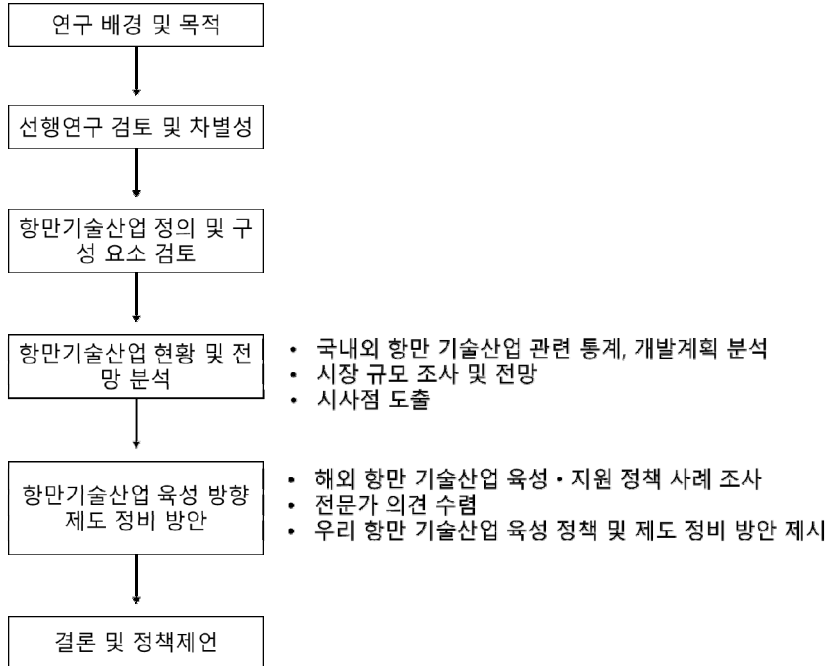 연구 배경 및 목적
선행연구 검토 및 차별성
항만기술산업 정의 및 구
성 요소 검토
항만기술산업 현황 및 전
망 분석
• 국내외 항만 기술산업 관련 통계, 개발계획 분석
• 시장 규모 조사 및 전망
• 시사점 도출
항만기술산업 육성 방향
제도 정비 방안
• 해외 항만 기술산업 육성・지원 정책 사례 조사
• 전문가 의견 수렴
• 우리 항만 기술산업 육성 정책 및 제도 정비 방안 제시
결론 및 정책제언